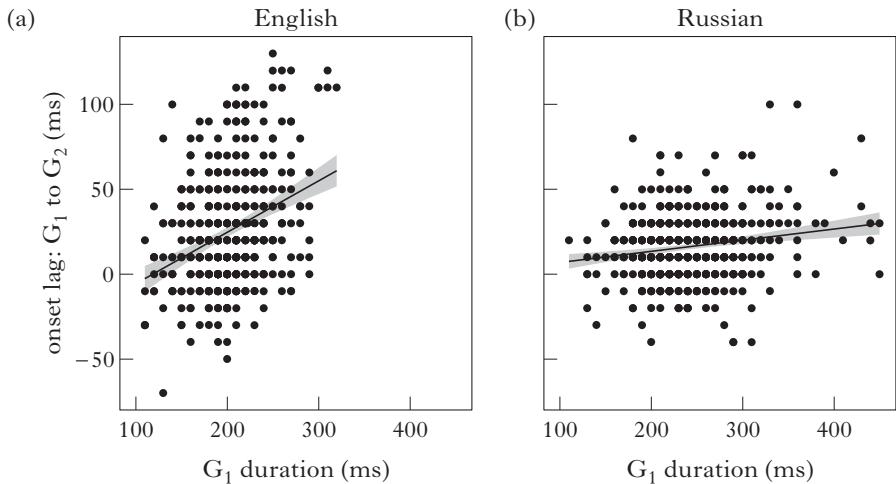 (a)
English
(b)
Russian
onset lag: G₁ to G₂ (ms)
100
50
0
−50
100
200
300
400
100
200
300
400
G₁ duration (ms)
G₁ duration (ms)